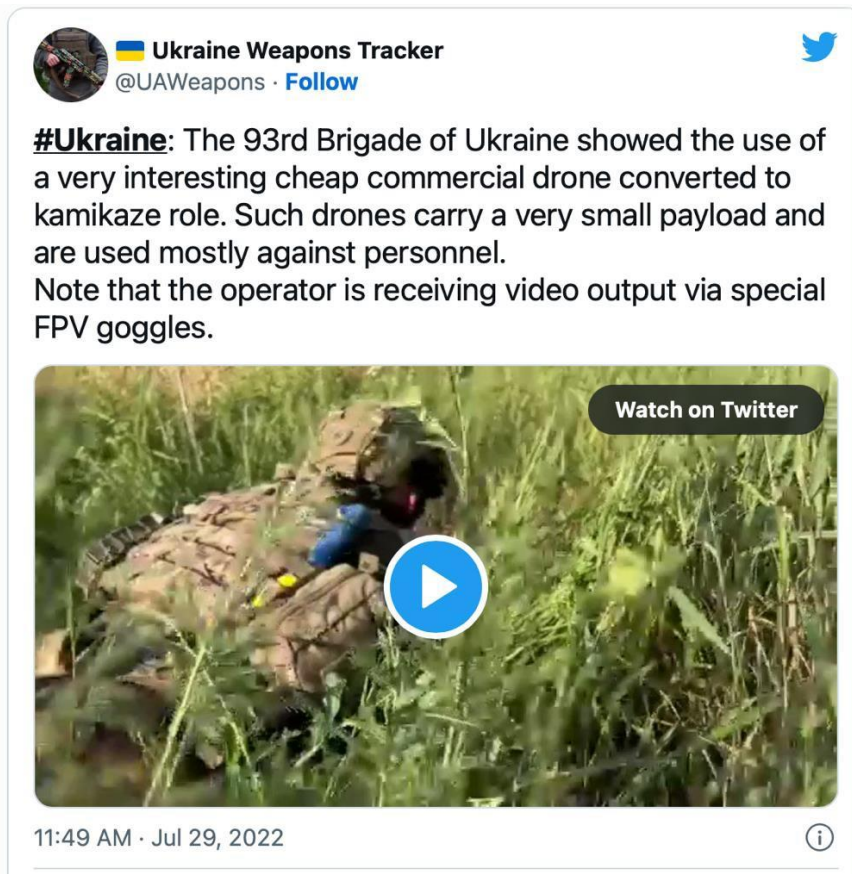 🇺🇦 Ukraine Weapons Tracker
@UAWeapons · Follow
#Ukraine: The 93rd Brigade of Ukraine showed the use of
a very interesting cheap commercial drone converted to
kamikaze role. Such drones carry a very small payload and
are used mostly against personnel.
Note that the operator is receiving video output via special
FPV goggles.
Watch on Twitter
11:49 AM · Jul 29, 2022